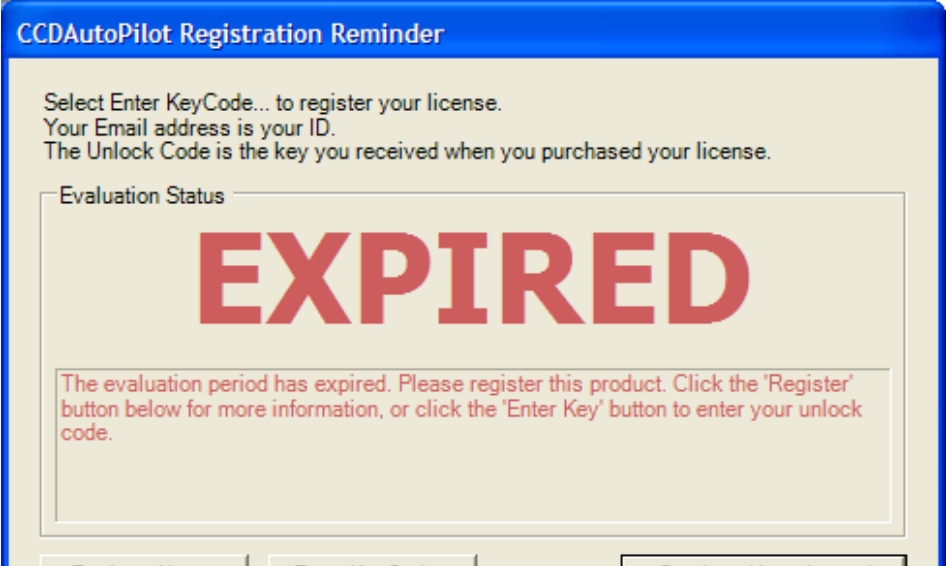 CCDAutoPilot Registration Reminder
Select Enter KeyCode... to register your license.
Your Email address is your ID.
The Unlock Code is the key you received when you purchased your license.
Evaluation Status
EXPIRED
The evaluation period has expired. Please register this product. Click the 'Register'
button below for more information, or click the 'Enter Key' button to enter your unlock
code.